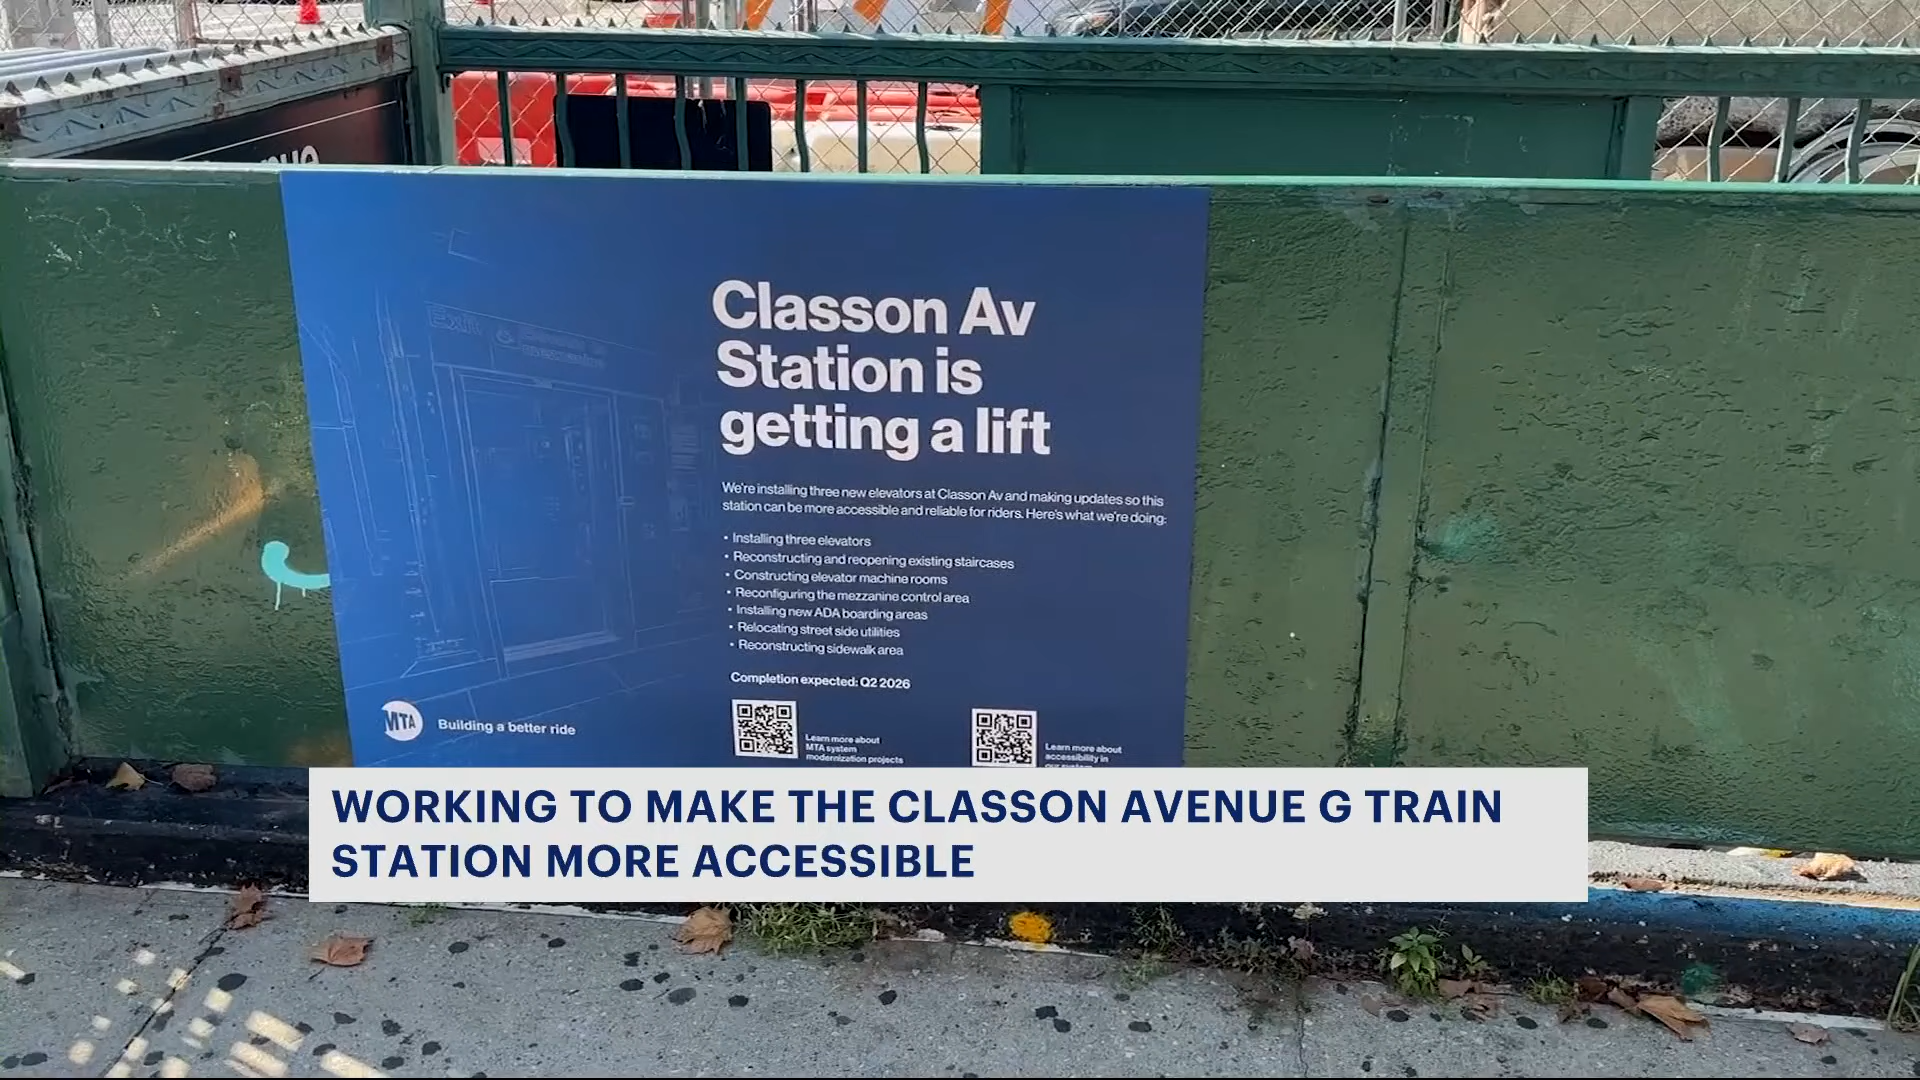 Classson Av
Station is
getting a lift
We're installing three new elevators at Classon Av and making updates so this
station can be more accessible and reliable for riders. Here's what we're doing:
• Installing three elevators
• Reconstructing and reopening existing staircases
• Constructing elevator machine rooms
• Reconfiguring the mezzanine control area
• Installing new ADA boarding areas
• Relocating street side utilities
• Reconstructing sidewalk area
Completion expected: Q2 2026
MTA
Building a better ride
Learn more about
MTA system
modernization projects
Learn more about
accessibility in
our system
WORKING TO MAKE THE CLASSON AVENUE G TRAIN
STATION MORE ACCESSIBLE